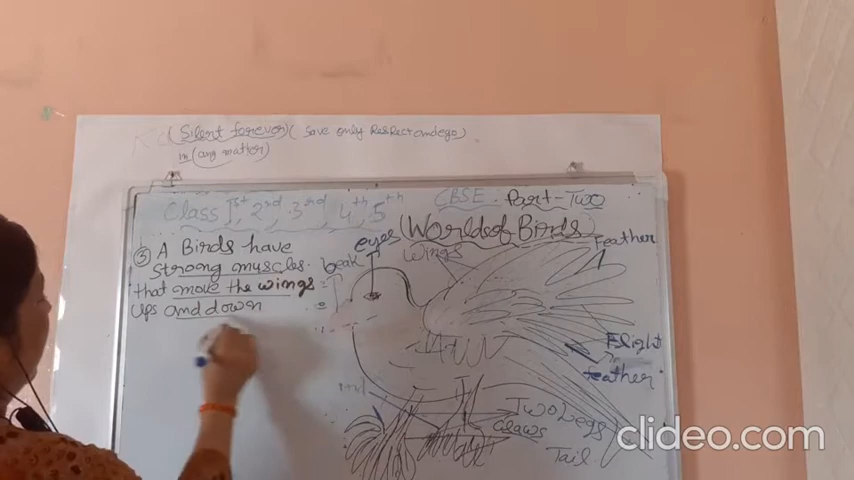 (Silent forever) (save only Respect and ego)
m(any matter)
Class 1st, 2nd, 3rd, 4th, 5th CBSE Part-Two
(Worlds of Birds)
③ A Birds have
strong muscles.
that move the wings
Ups and down
eyes
beak
wings
Feather
Flight
feather
Two Legs
Claws
Tail
clideo.com